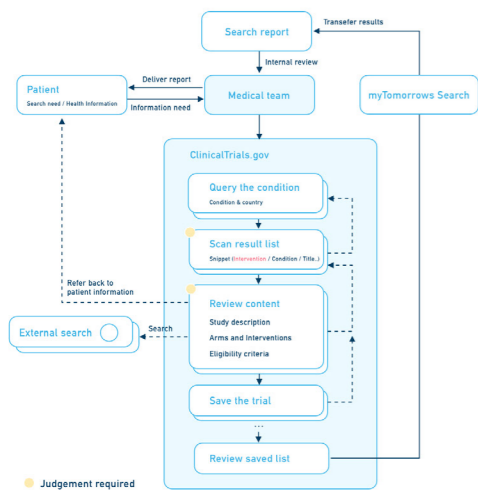 Search report
Transefer results
Internal review
Deliver report
Patient
Search need / Health Information
Information need
Medical team
myTomorrows Search
ClinicalTrials.gov
Query the condition
Condition & country
Scan result list
Snippet (Intervention / Condition / Title..)
Refer back to
patient information
Review content
Study description
Arms and Interventions
Eligibility criteria
External search
Search
Save the trial
...
Review saved list
Judgement required